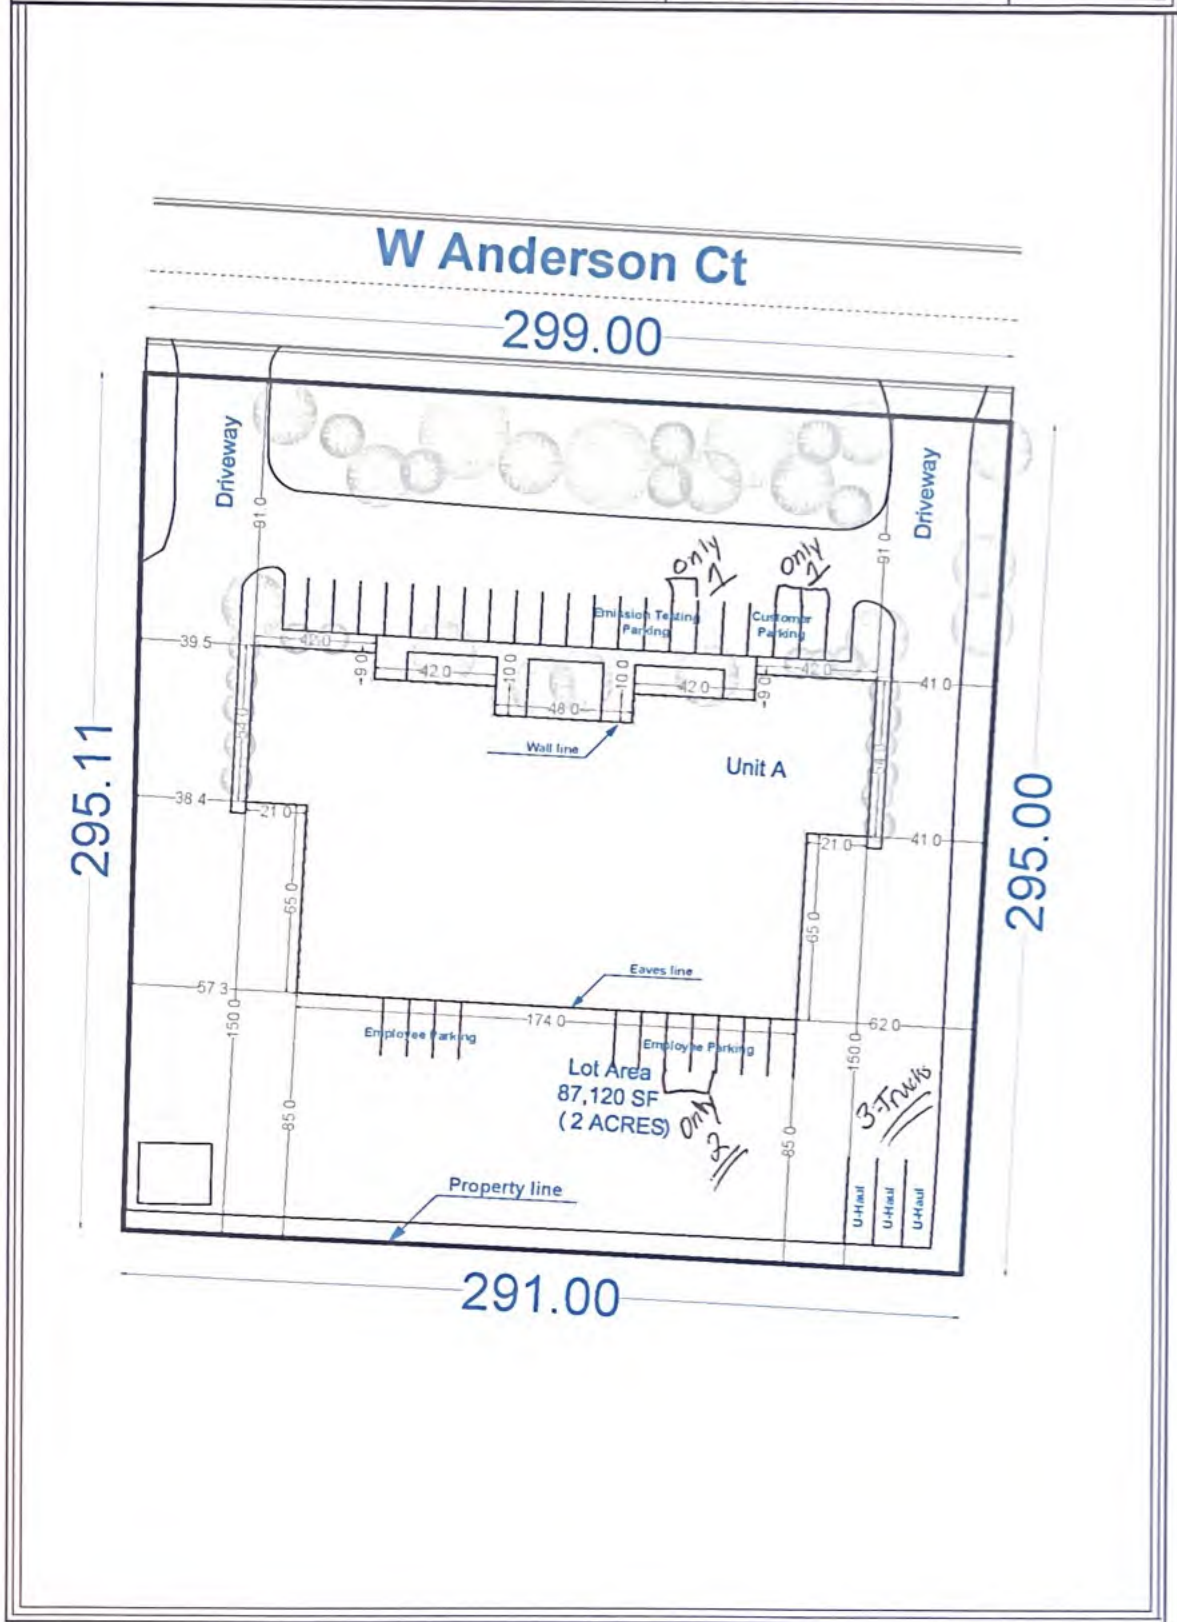 W Anderson Ct
299.00
Driveway
Driveway
91.0
91.0
only
1
only
1
Emission Testing
Parking
Customer
Parking
39.5
42.0
9.0
42.0
10.0
48.0
10.0
42.0
9.0
42.0
41.0
54.0
54.0
Wall line
Unit A
295.11
295.00
38.4
21.0
21.0
41.0
65.0
65.0
Eaves line
57.3
150.0
174.0
62.0
150.0
Employee Parking
Employee Parking
Lot Area
87,120 SF
( 2 ACRES)
only
2
3-Trucks
85.0
85.0
U-Haul
U-Haul
U-Haul
Property line
291.00